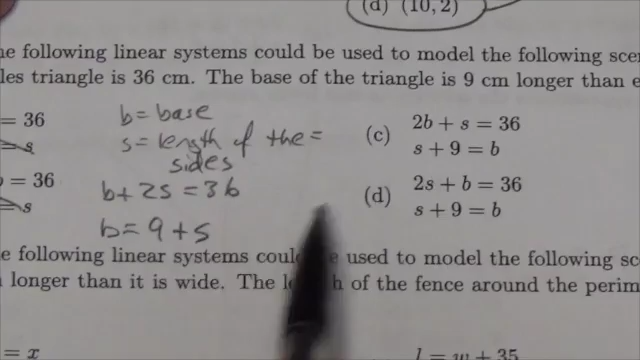 (d) (10, 2)
he following linear systems could be used to model the following scen
les triangle is 36 cm. The base of the triangle is 9 cm longer than e
= 36
s
b = base
s = length of the =
sides
b + 2s = 36
b = 9 + s
b = 36
s
(c) 2b + s = 36
s + 9 = b
(d) 2s + b = 36
s + 9 = b
e following linear systems could be used to model the following sce
longer than it is wide. The of the fence around the perim
= x
l = w + 35